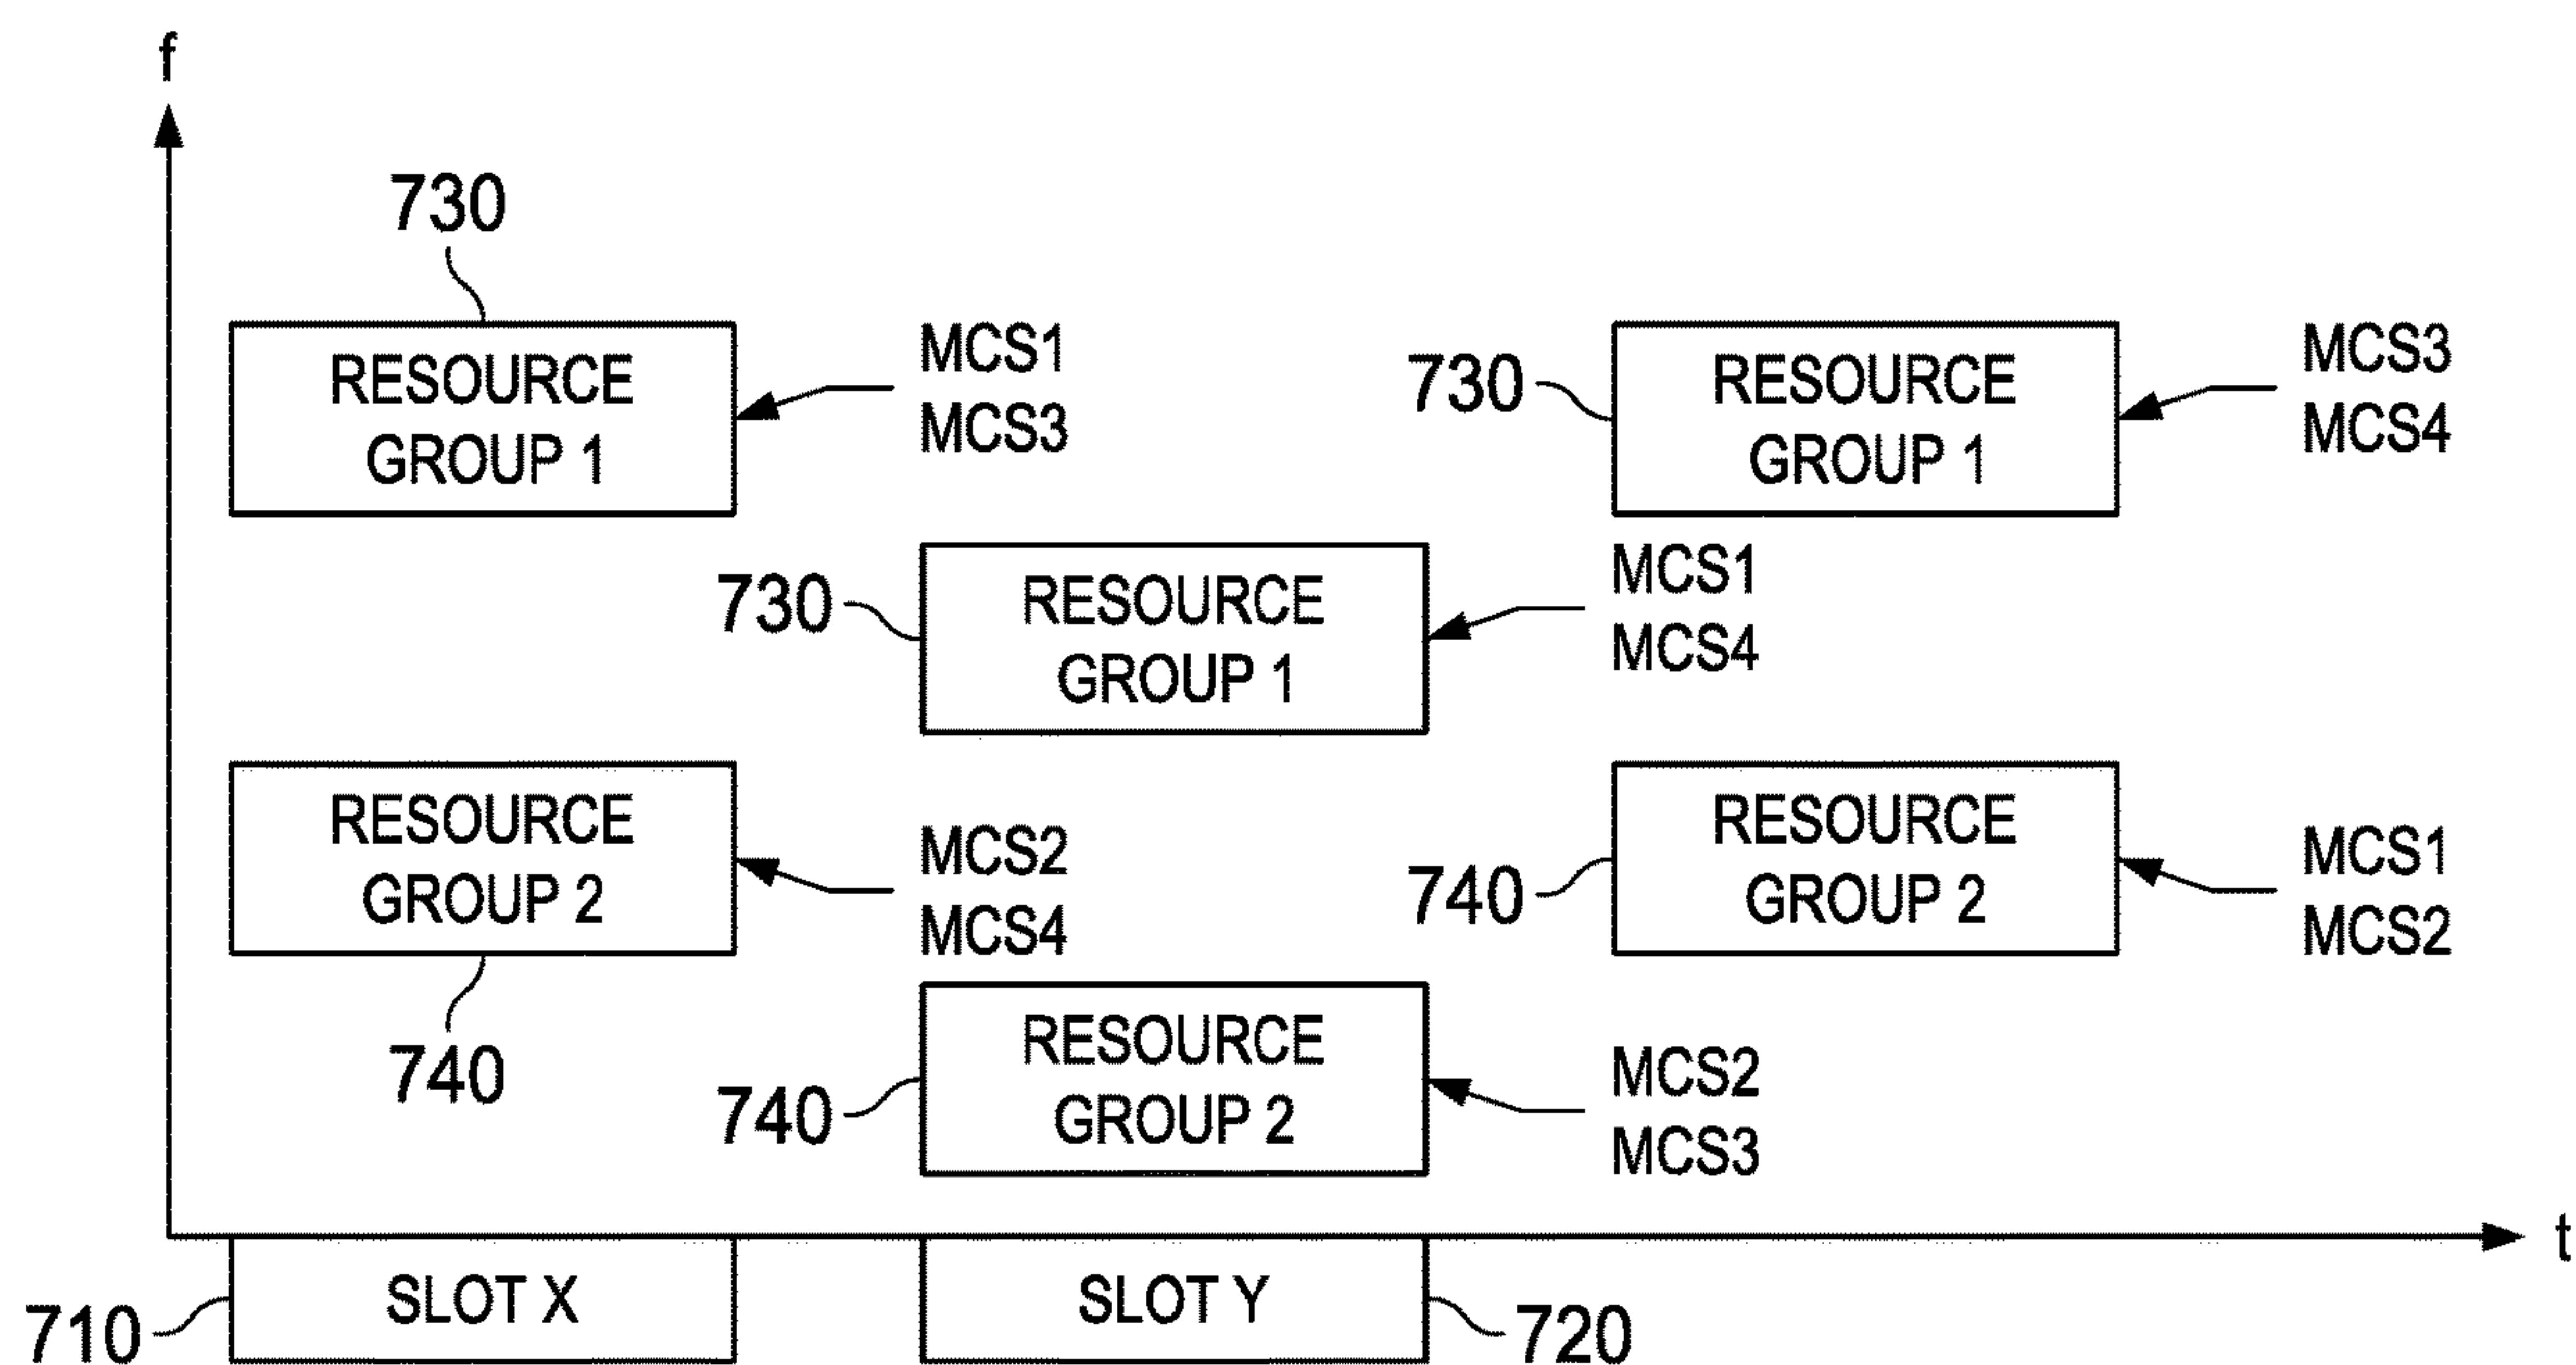 f
730
RESOURCE
GROUP 1
MCS1
MCS3
730
RESOURCE
GROUP 1
MCS3
MCS4
730
RESOURCE
GROUP 1
MCS1
MCS4
RESOURCE
GROUP 2
740
MCS2
MCS4
740
RESOURCE
GROUP 2
MCS1
MCS2
740
RESOURCE
GROUP 2
MCS2
MCS3
t
710
SLOT X
SLOT Y
720